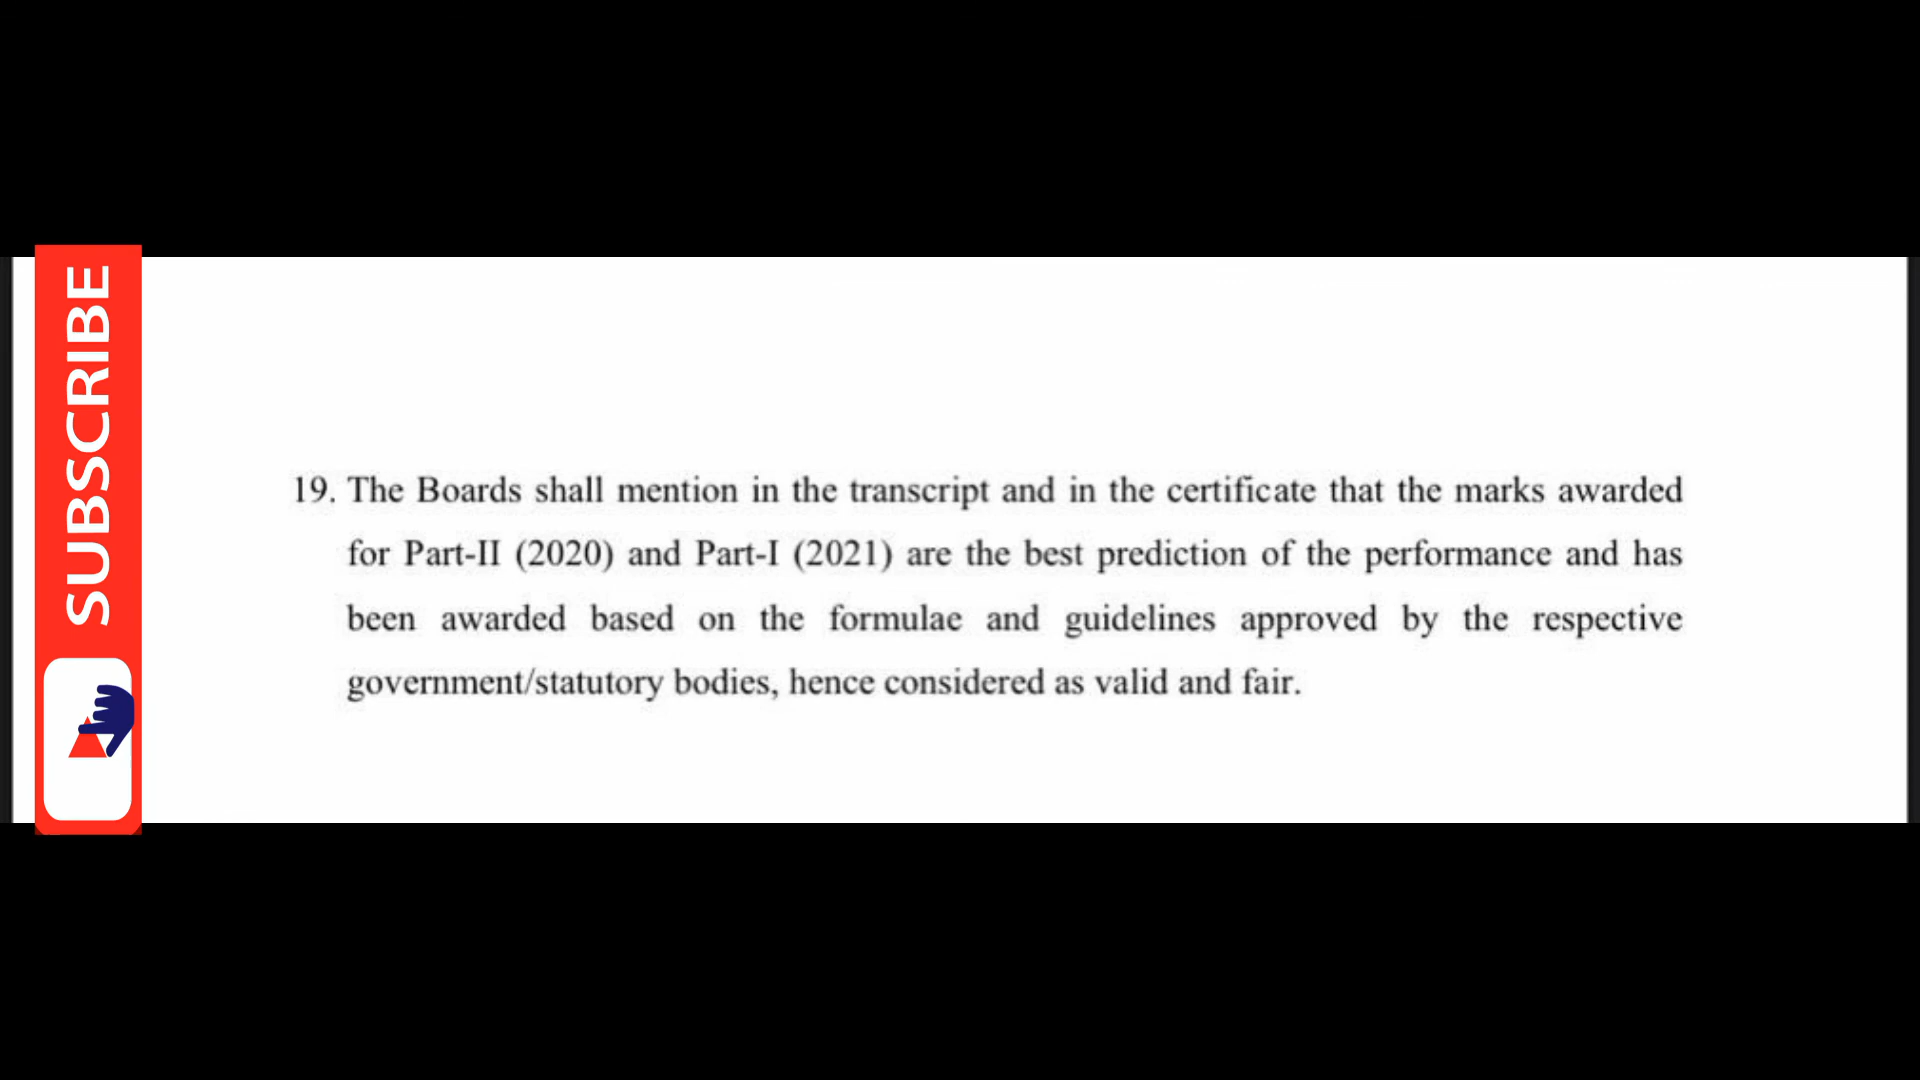 SUBSCRIBE
19. The Boards shall mention in the transcript and in the certificate that the marks awarded
for Part-II (2020) and Part-I (2021) are the best prediction of the performance and has
been awarded based on the formulae and guidelines approved by the respective
government/statutory bodies, hence considered as valid and fair.